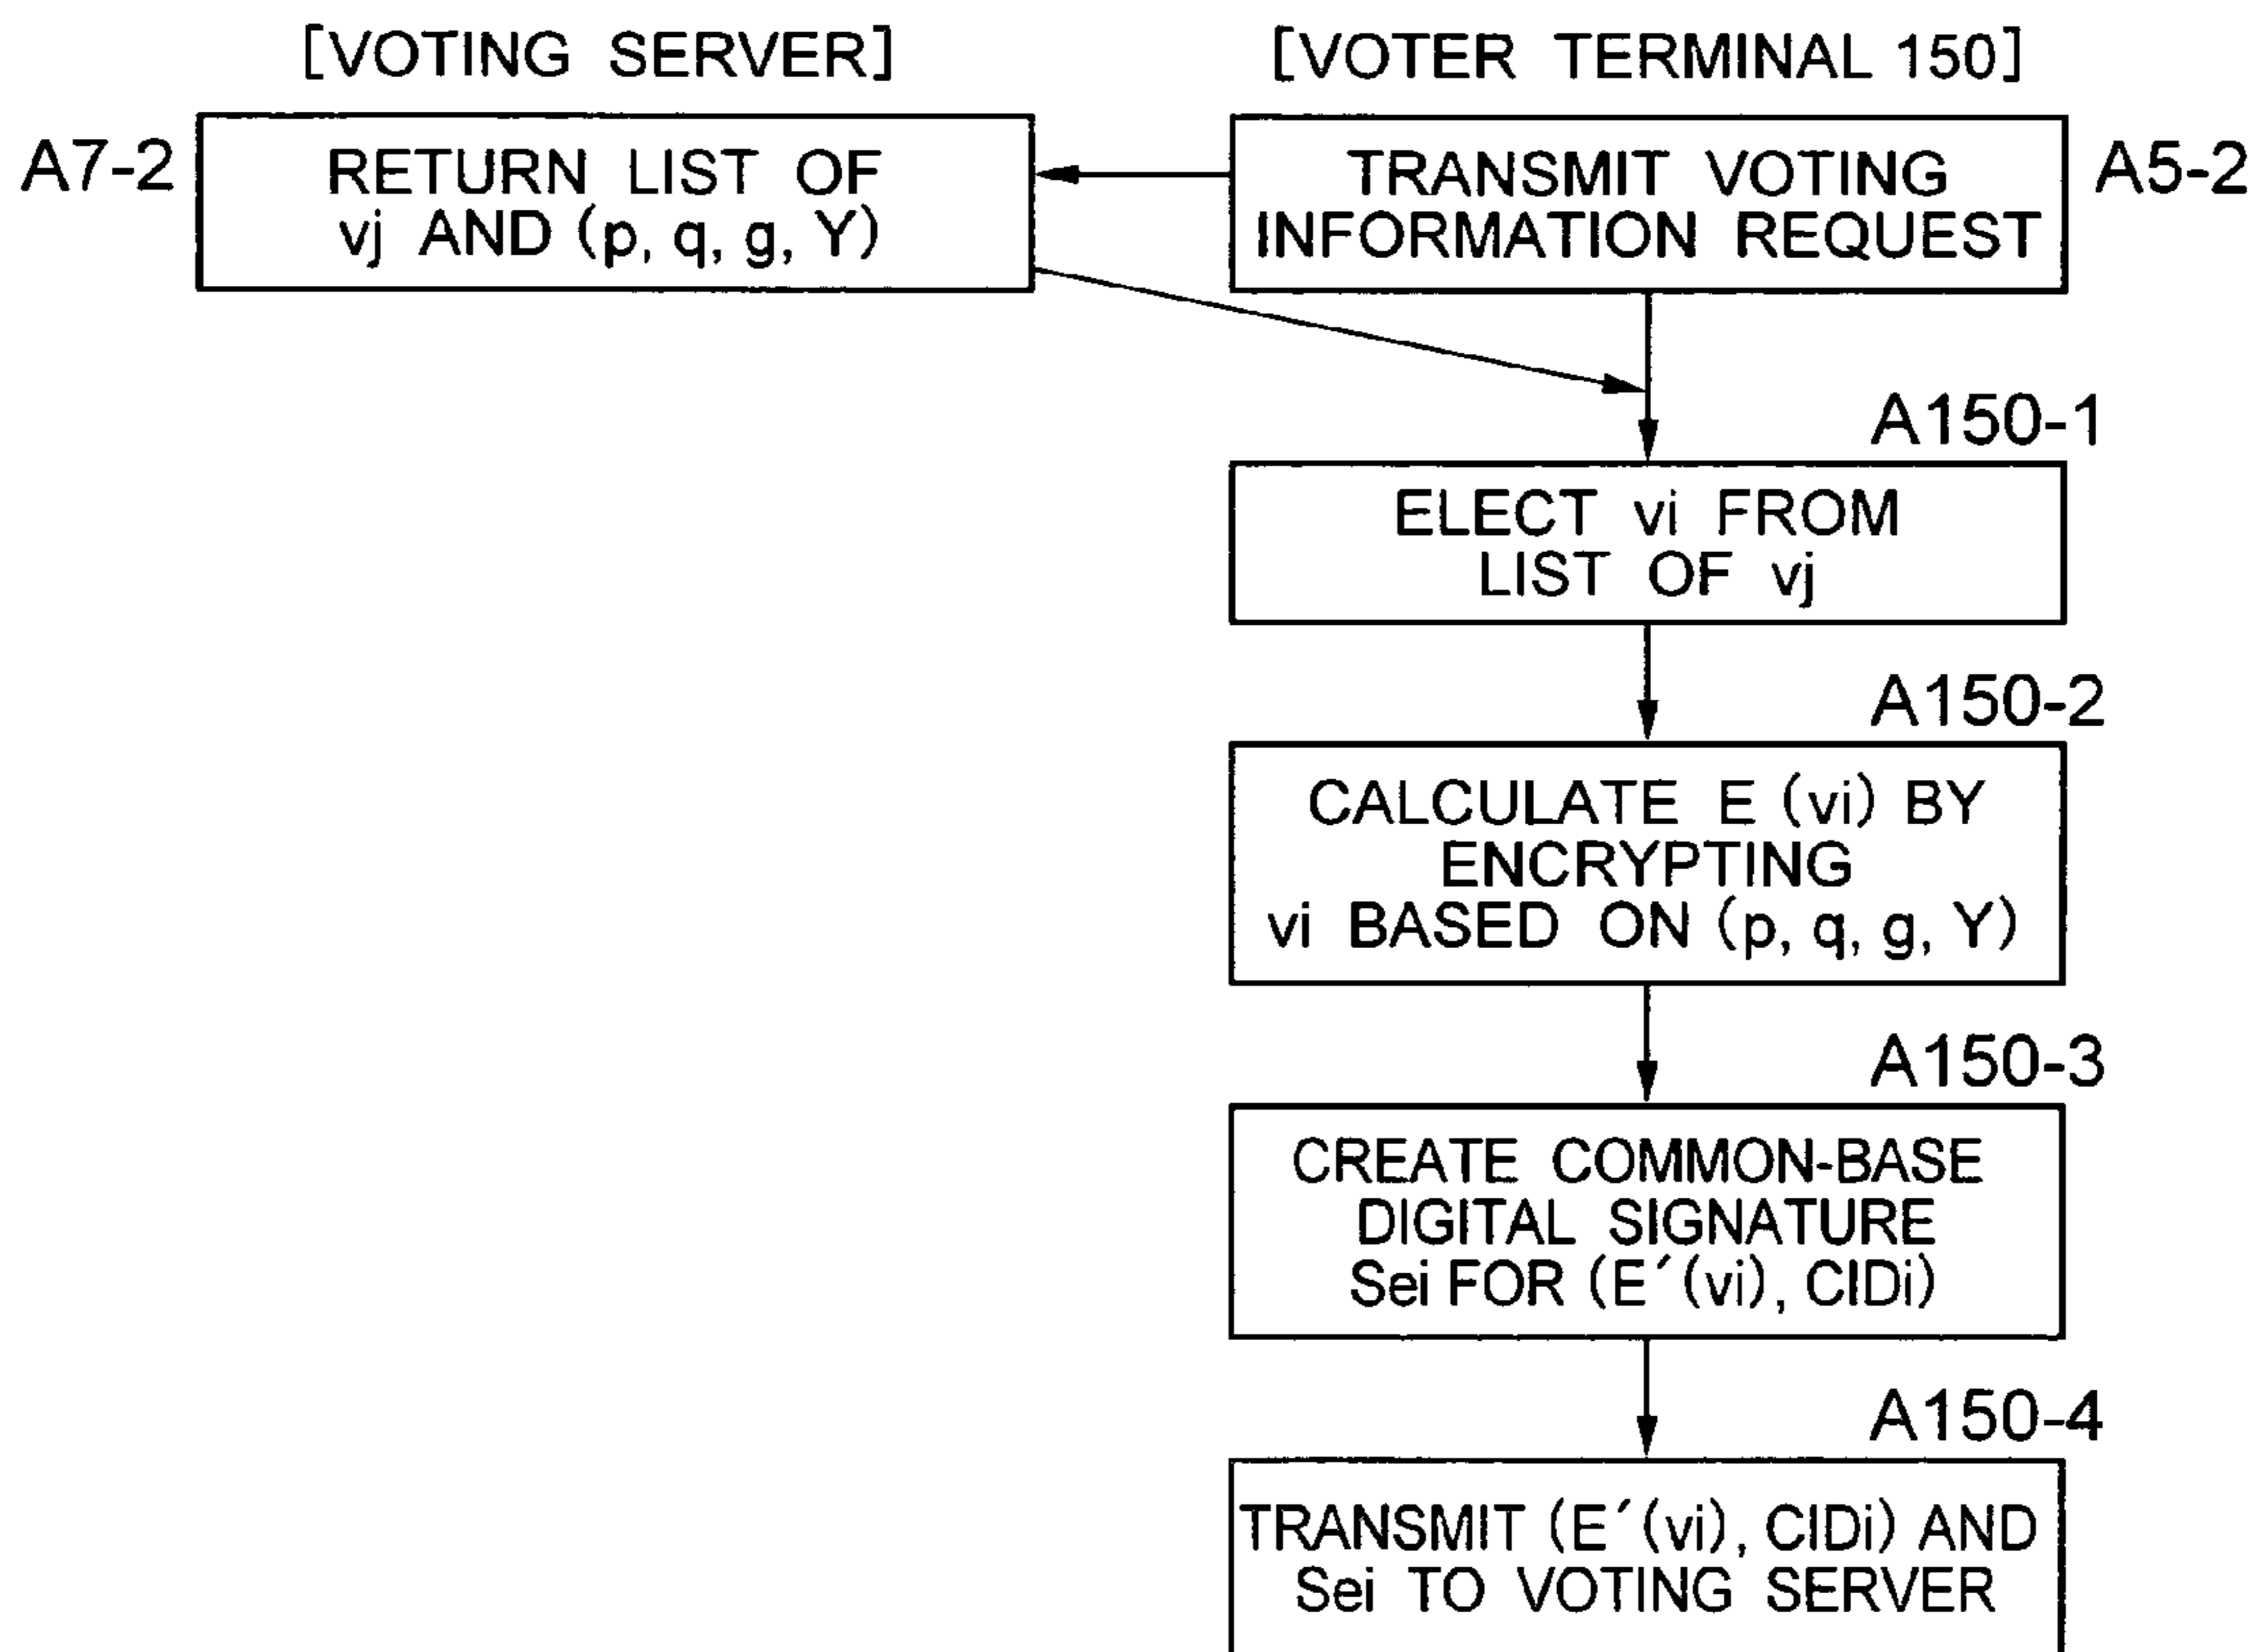 [VOTING SERVER]
[VOTER TERMINAL 150]
A7-2
RETURN LIST OF
vj AND (p, q, g, Y)
TRANSMIT VOTING
INFORMATION REQUEST
A5-2
A150-1
ELECT vi FROM
LIST OF vj
A150-2
CALCULATE E (vi) BY
ENCRYPTING
vi BASED ON (p, q, g, Y)
A150-3
CREATE COMMON-BASE
DIGITAL SIGNATURE
Sei FOR (E´(vi), CIDi)
A150-4
TRANSMIT (E´(vi), CIDi) AND
Sei TO VOTING SERVER